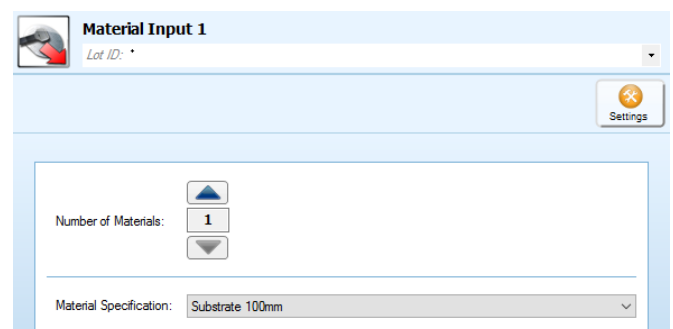 Material Input 1
Lot ID: *
Settings
Number of Materials: 1
Material Specification: Substrate 100mm